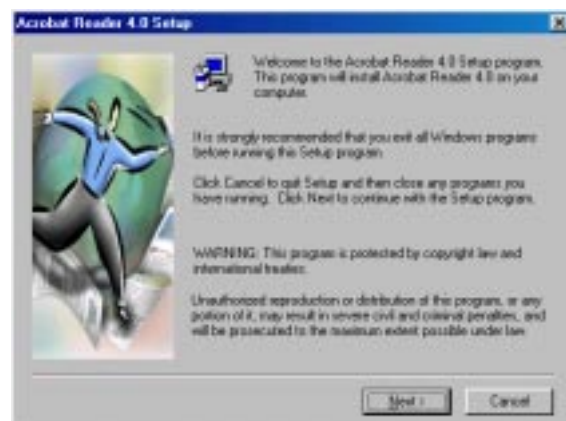 Acrobat Reader 4.0 Setup
Welcome to the Acrobat Reader 4.0 Setup program.
This program will install Acrobat Reader 4.0 on your
computer.
It is strongly recommended that you exit all Windows programs
before running this Setup program.
Click Cancel to quit Setup and then close any programs you
have running. Click Next to continue with the Setup program.
WARNING: This program is protected by copyright law and
international treaties.
Unauthorized reproduction or distribution of this program, or any
portion of it, may result in severe civil and criminal penalties, and
will be prosecuted to the maximum extent possible under law.
Next >
Cancel